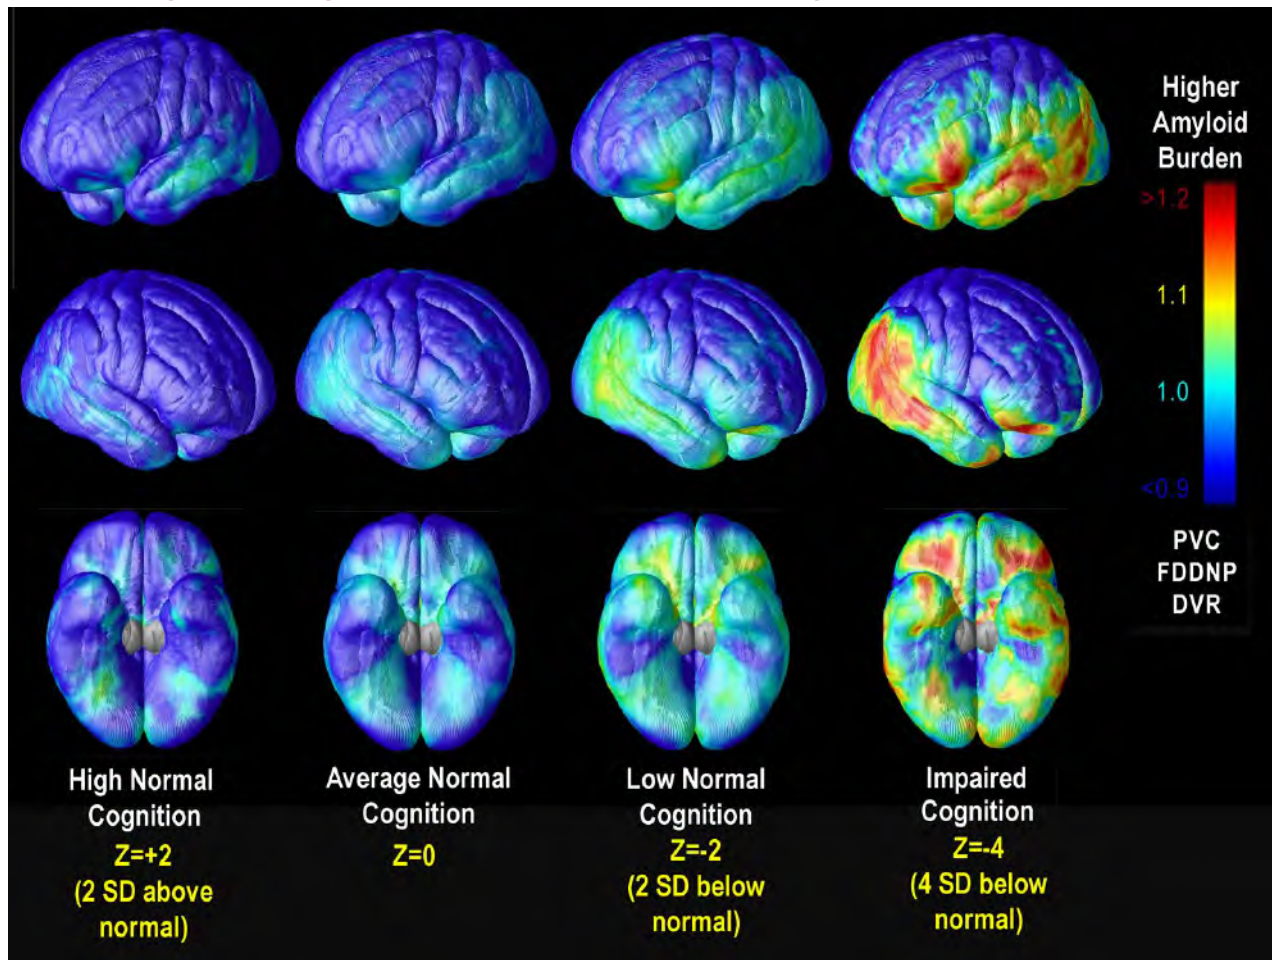 Higher
Amyloid
Burden
>1.2
1.1
1.0
<0.9
PVC
FDDNP
DVR
High Normal
Cognition
Z=+2
(2 SD above
normal)
Average Normal
Cognition
Z=0
Low Normal
Cognition
Z=-2
(2 SD below
normal)
Impaired
Cognition
Z=-4
(4 SD below
normal)